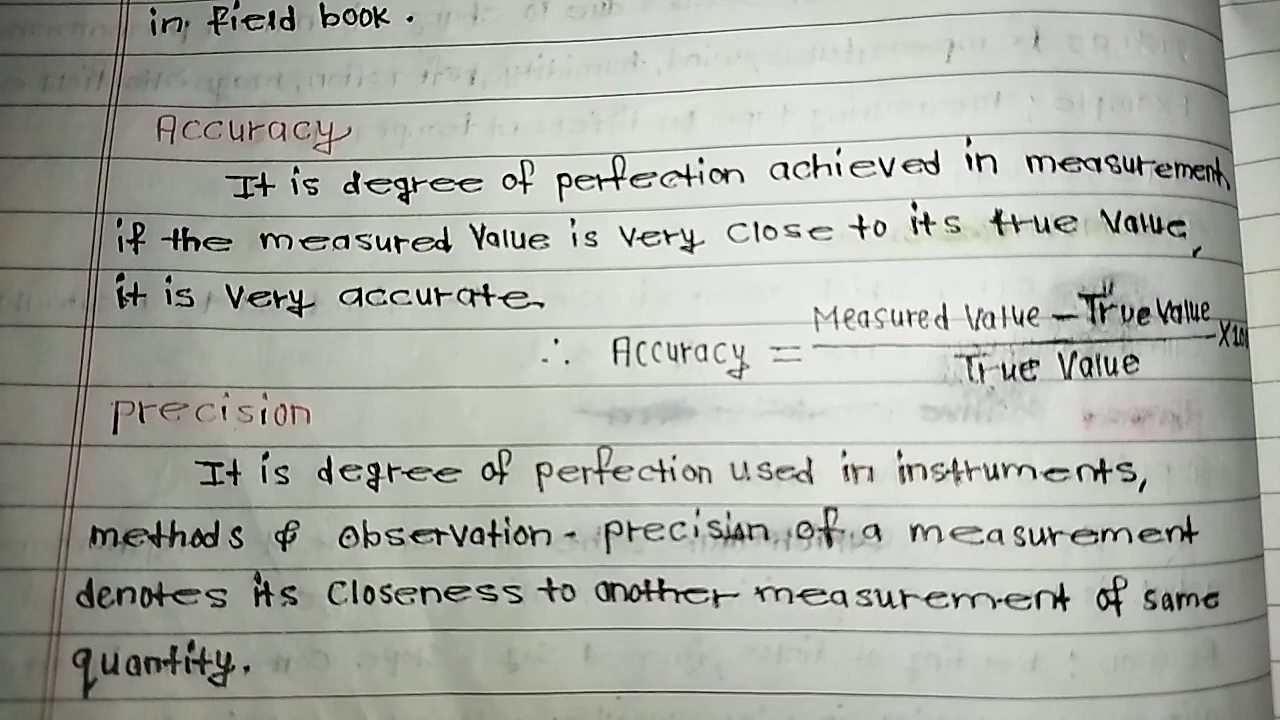 in field book.
Accuracy
It is degree of perfection achieved in measurement
if the measured value is very close to its true value,
it is very accurate.
∴ Accuracy = Measured value - True value
True value
precision
It is degree of perfection used in instruments,
methods & observation. precision of a measurement
denotes its closeness to another measurement of same
quantity.